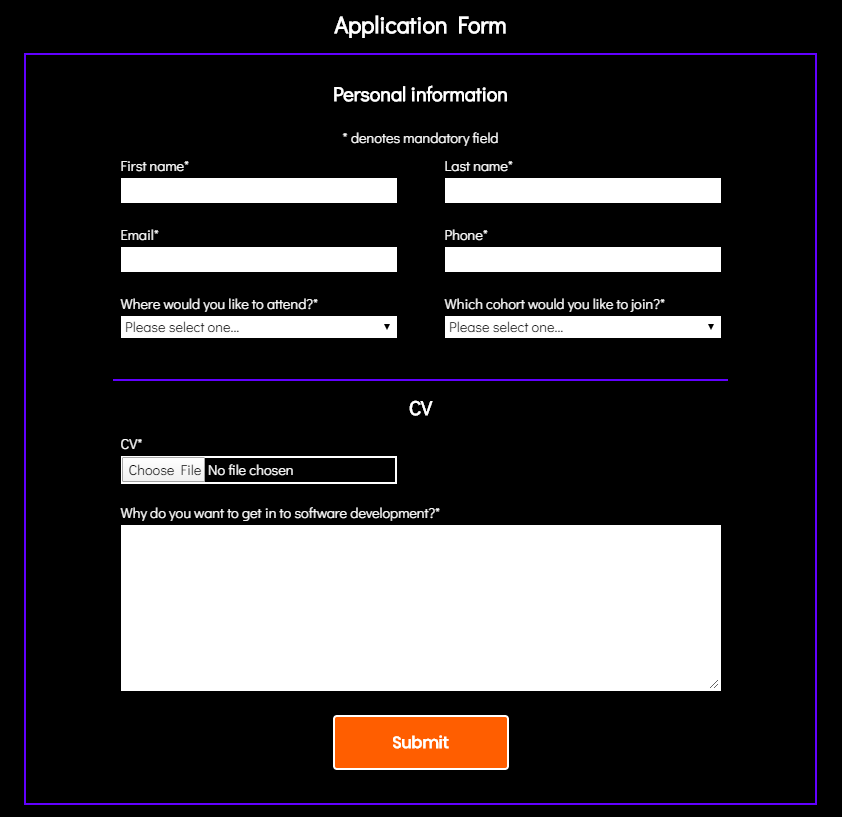 Application Form
Personal information
* denotes mandatory field
First name* Last name*
Email* Phone*
Where would you like to attend?* Which cohort would you like to join?*
Please select one... Please select one...
CV
CV*
Choose File No file chosen
Why do you want to get in to software development?*
Submit